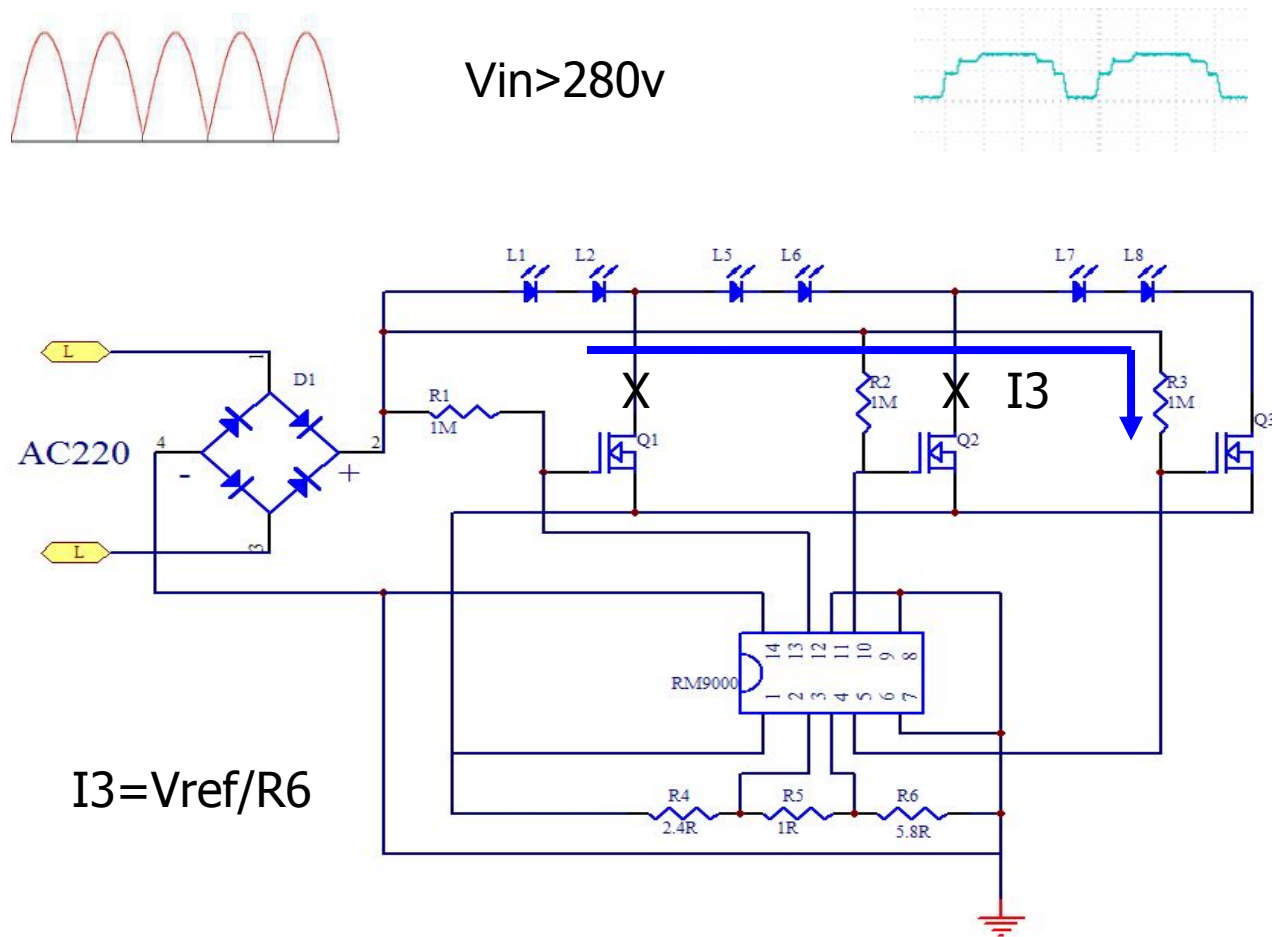 Vin>280v
L1
L2
L5
L6
L7
L8
L
1
D1
R1
1M
X
R2
1M
X
I3
R3
1M
AC220
4
-
2
+
Q1
Q2
Q3
L
3
14
13
12
11
10
9
8
RM9000
1
2
3
4
5
6
7
I3=Vref/R6
R4
2.4R
R5
1R
R6
5.8R